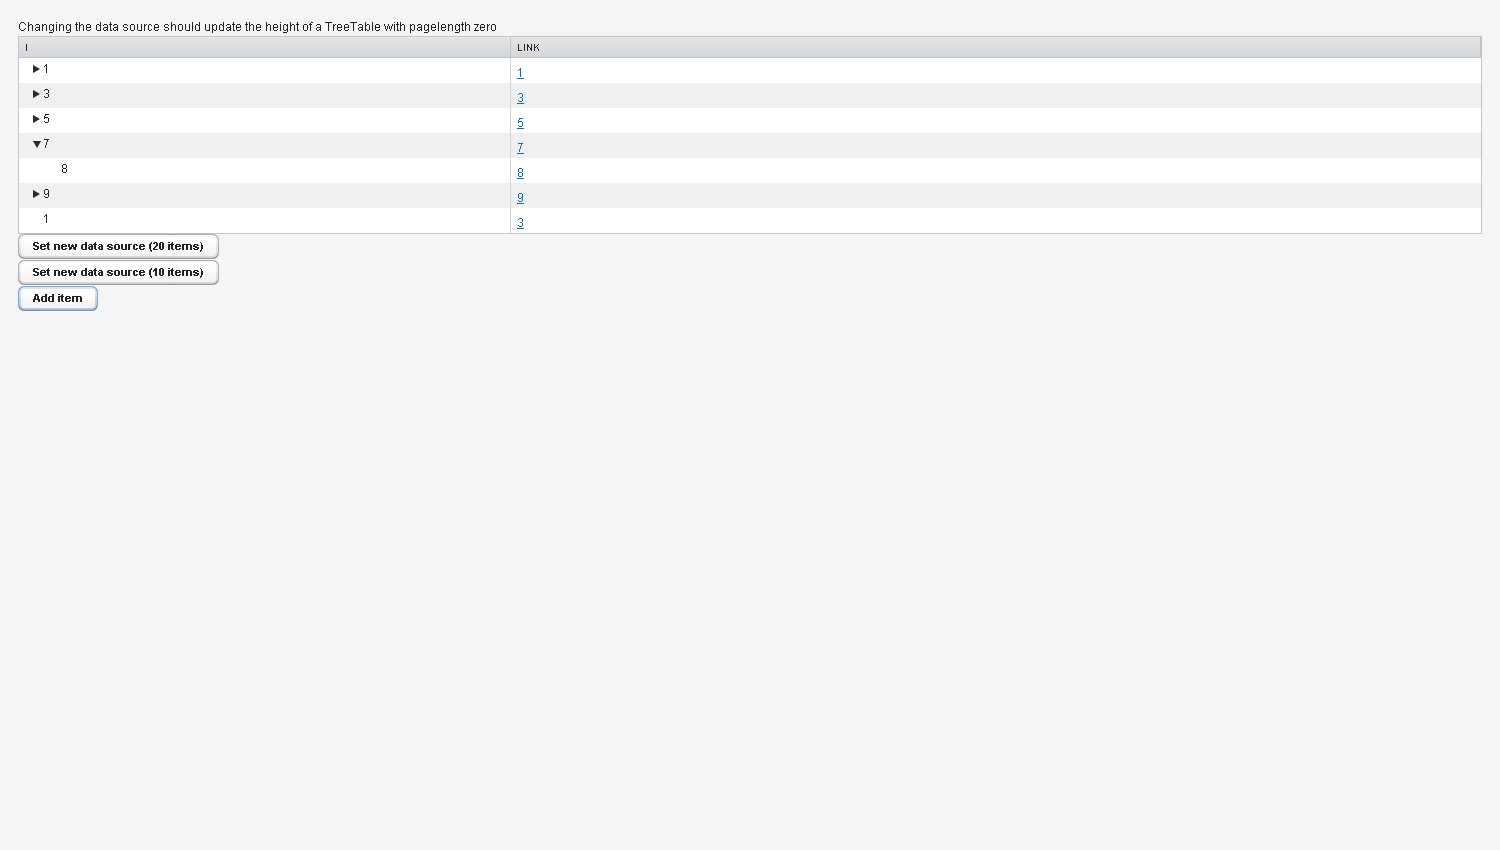 Changing the data source should update the height of a TreeTable with pagelength zero
I LINK
1 1
3 3
5 5
7 7
8 8
9 9
1 3
Set new data source (20 items)
Set new data source (10 items)
Add item